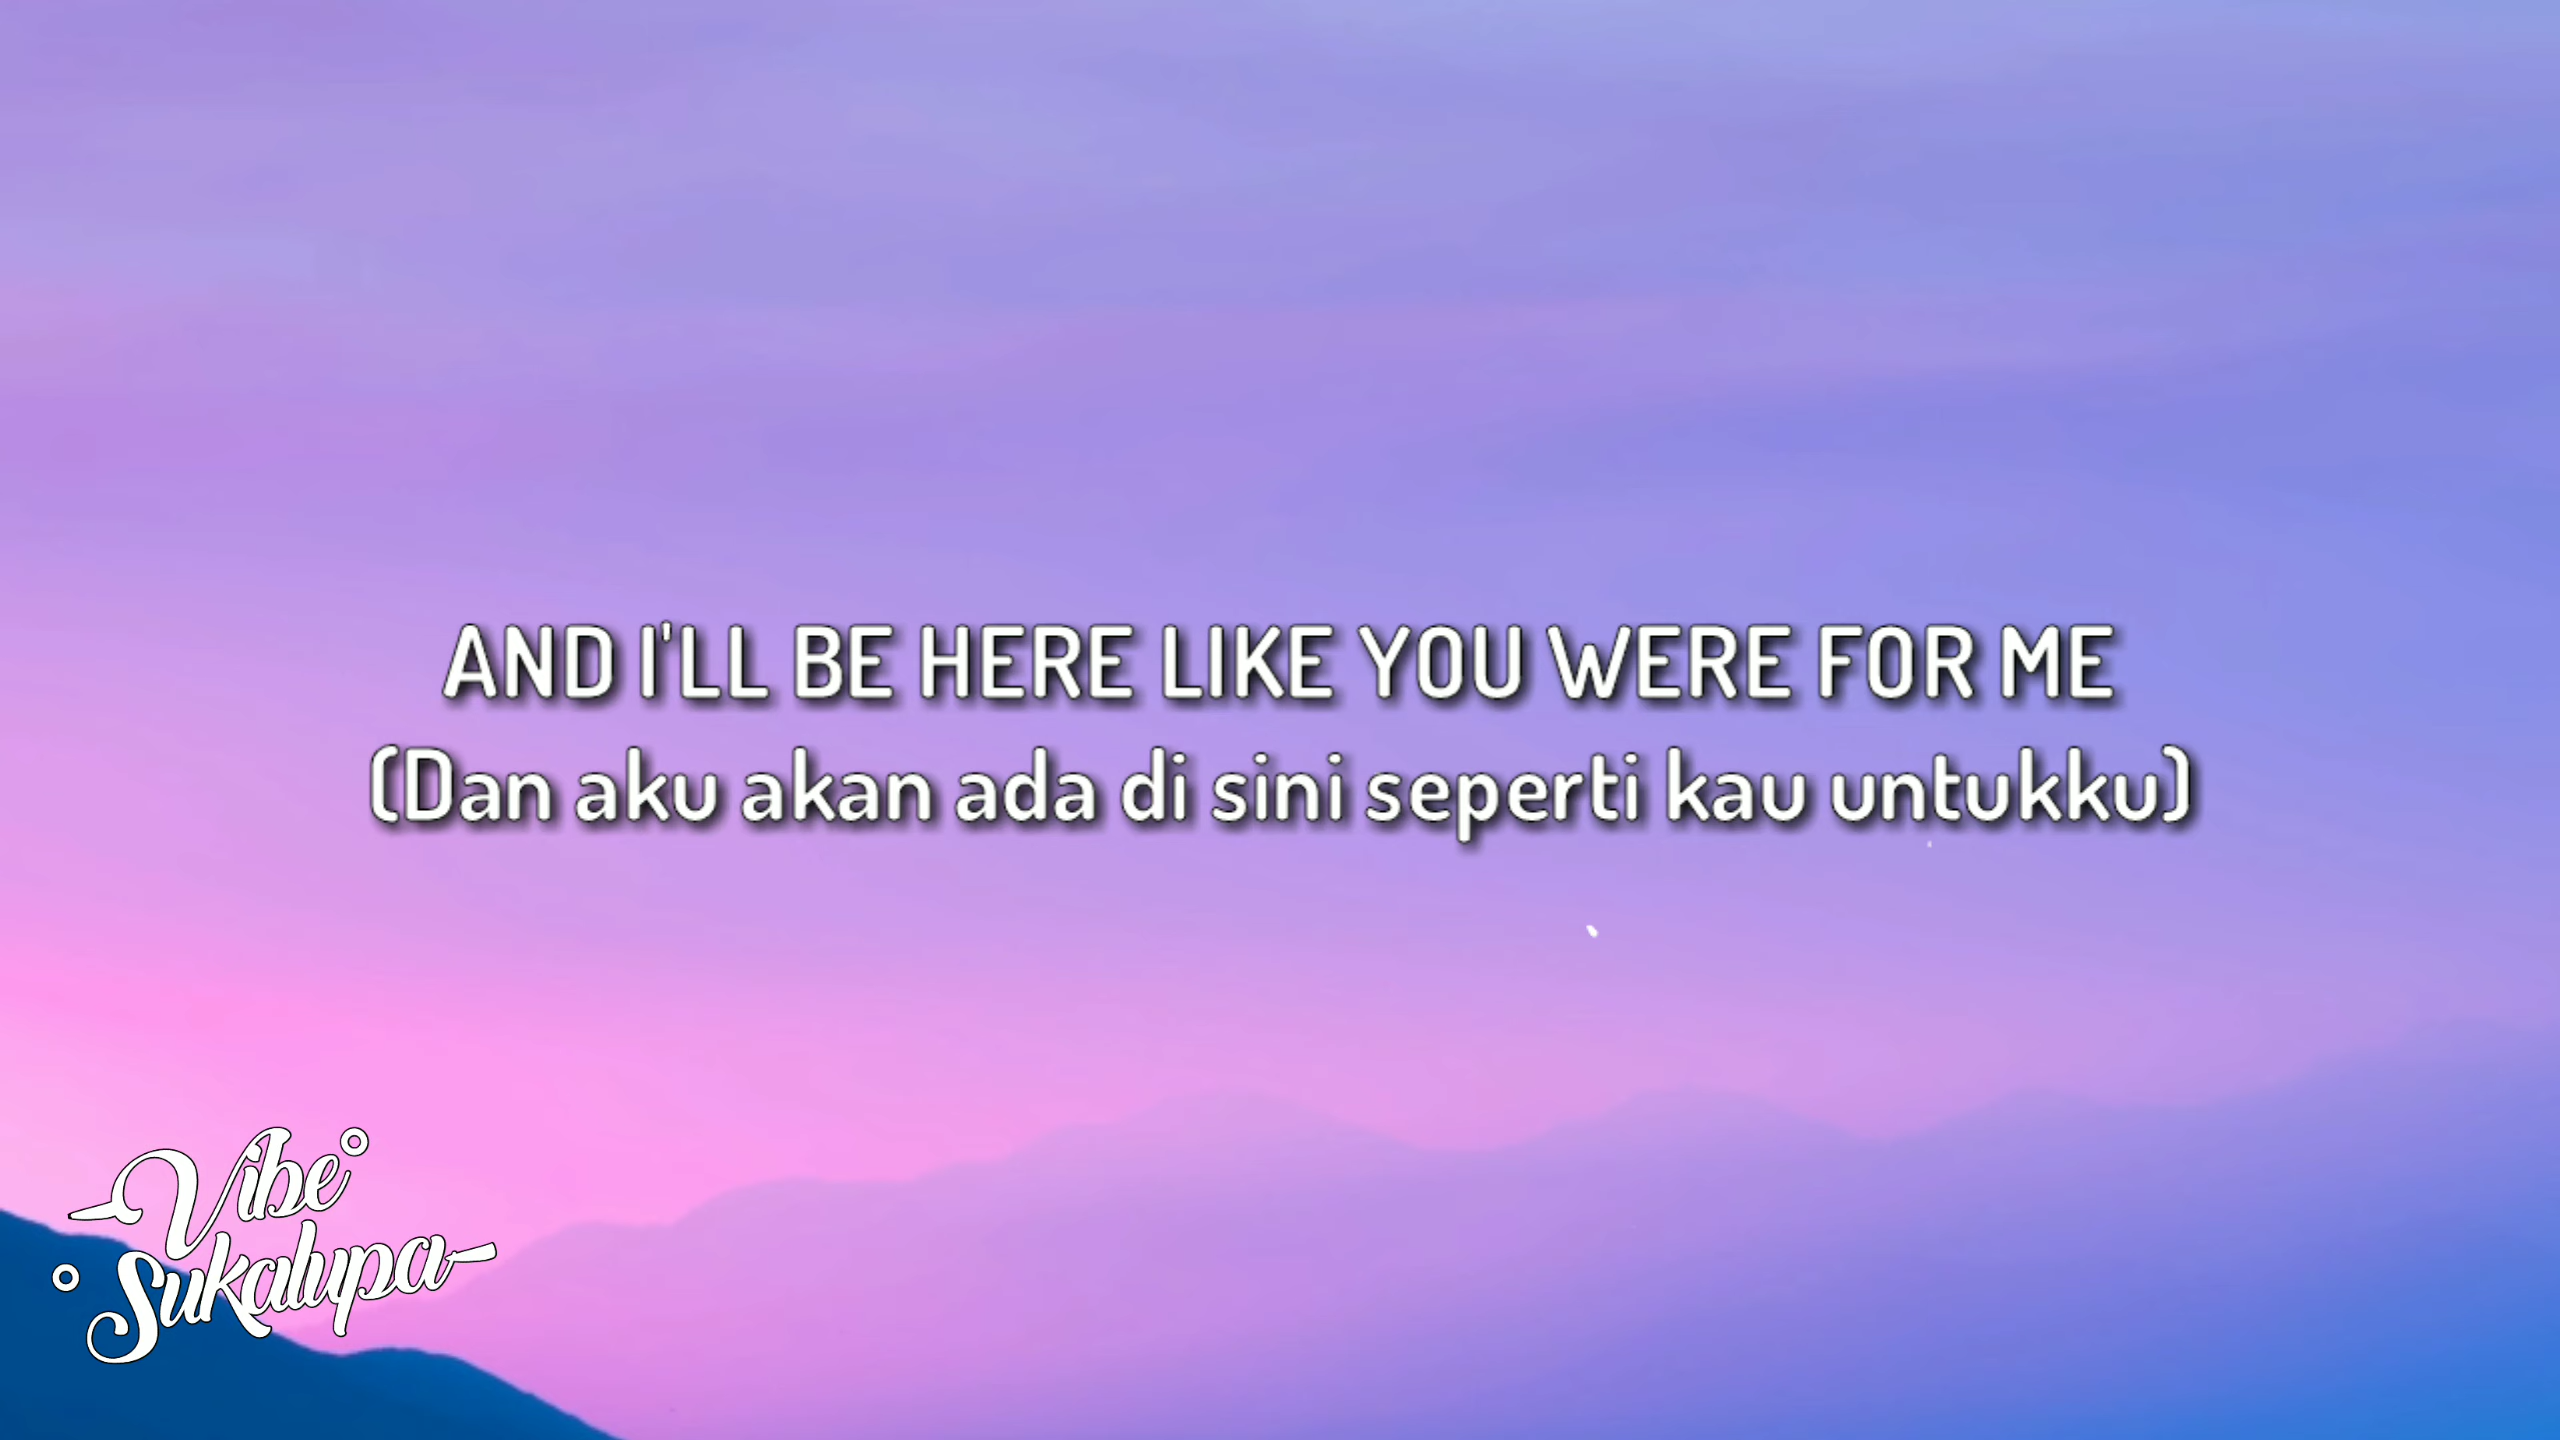 AND I'LL BE HERE LIKE YOU WERE FOR ME
(Dan aku akan ada di sini seperti kau untukku)
Vibe
Sukalupa